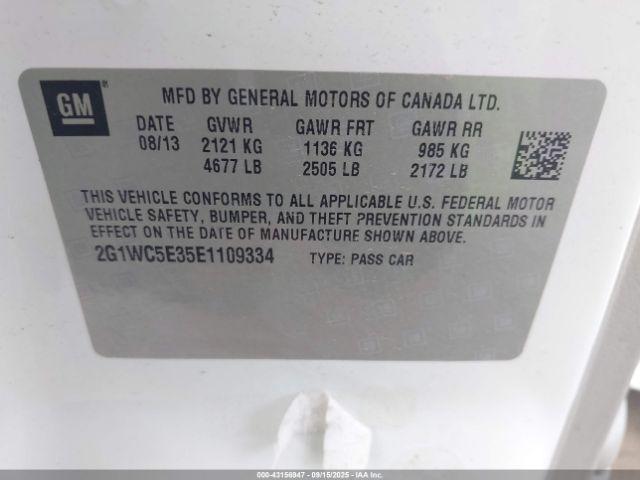 GM
MFD BY GENERAL MOTORS OF CANADA LTD.
DATE GVWR GAWR FRT GAWR RR
08/13 2121 KG 1136 KG 985 KG
4677 LB 2505 LB 2172 LB
THIS VEHICLE CONFORMS TO ALL APPLICABLE U.S. FEDERAL MOTOR
VEHICLE SAFETY, BUMPER, AND THEFT PREVENTION STANDARDS IN
EFFECT ON THE DATE OF MANUFACTURE SHOWN ABOVE.
2G1WC5E35E1109334 TYPE: PASS CAR
000-43156947 - 09/15/2025 - IAA Inc.